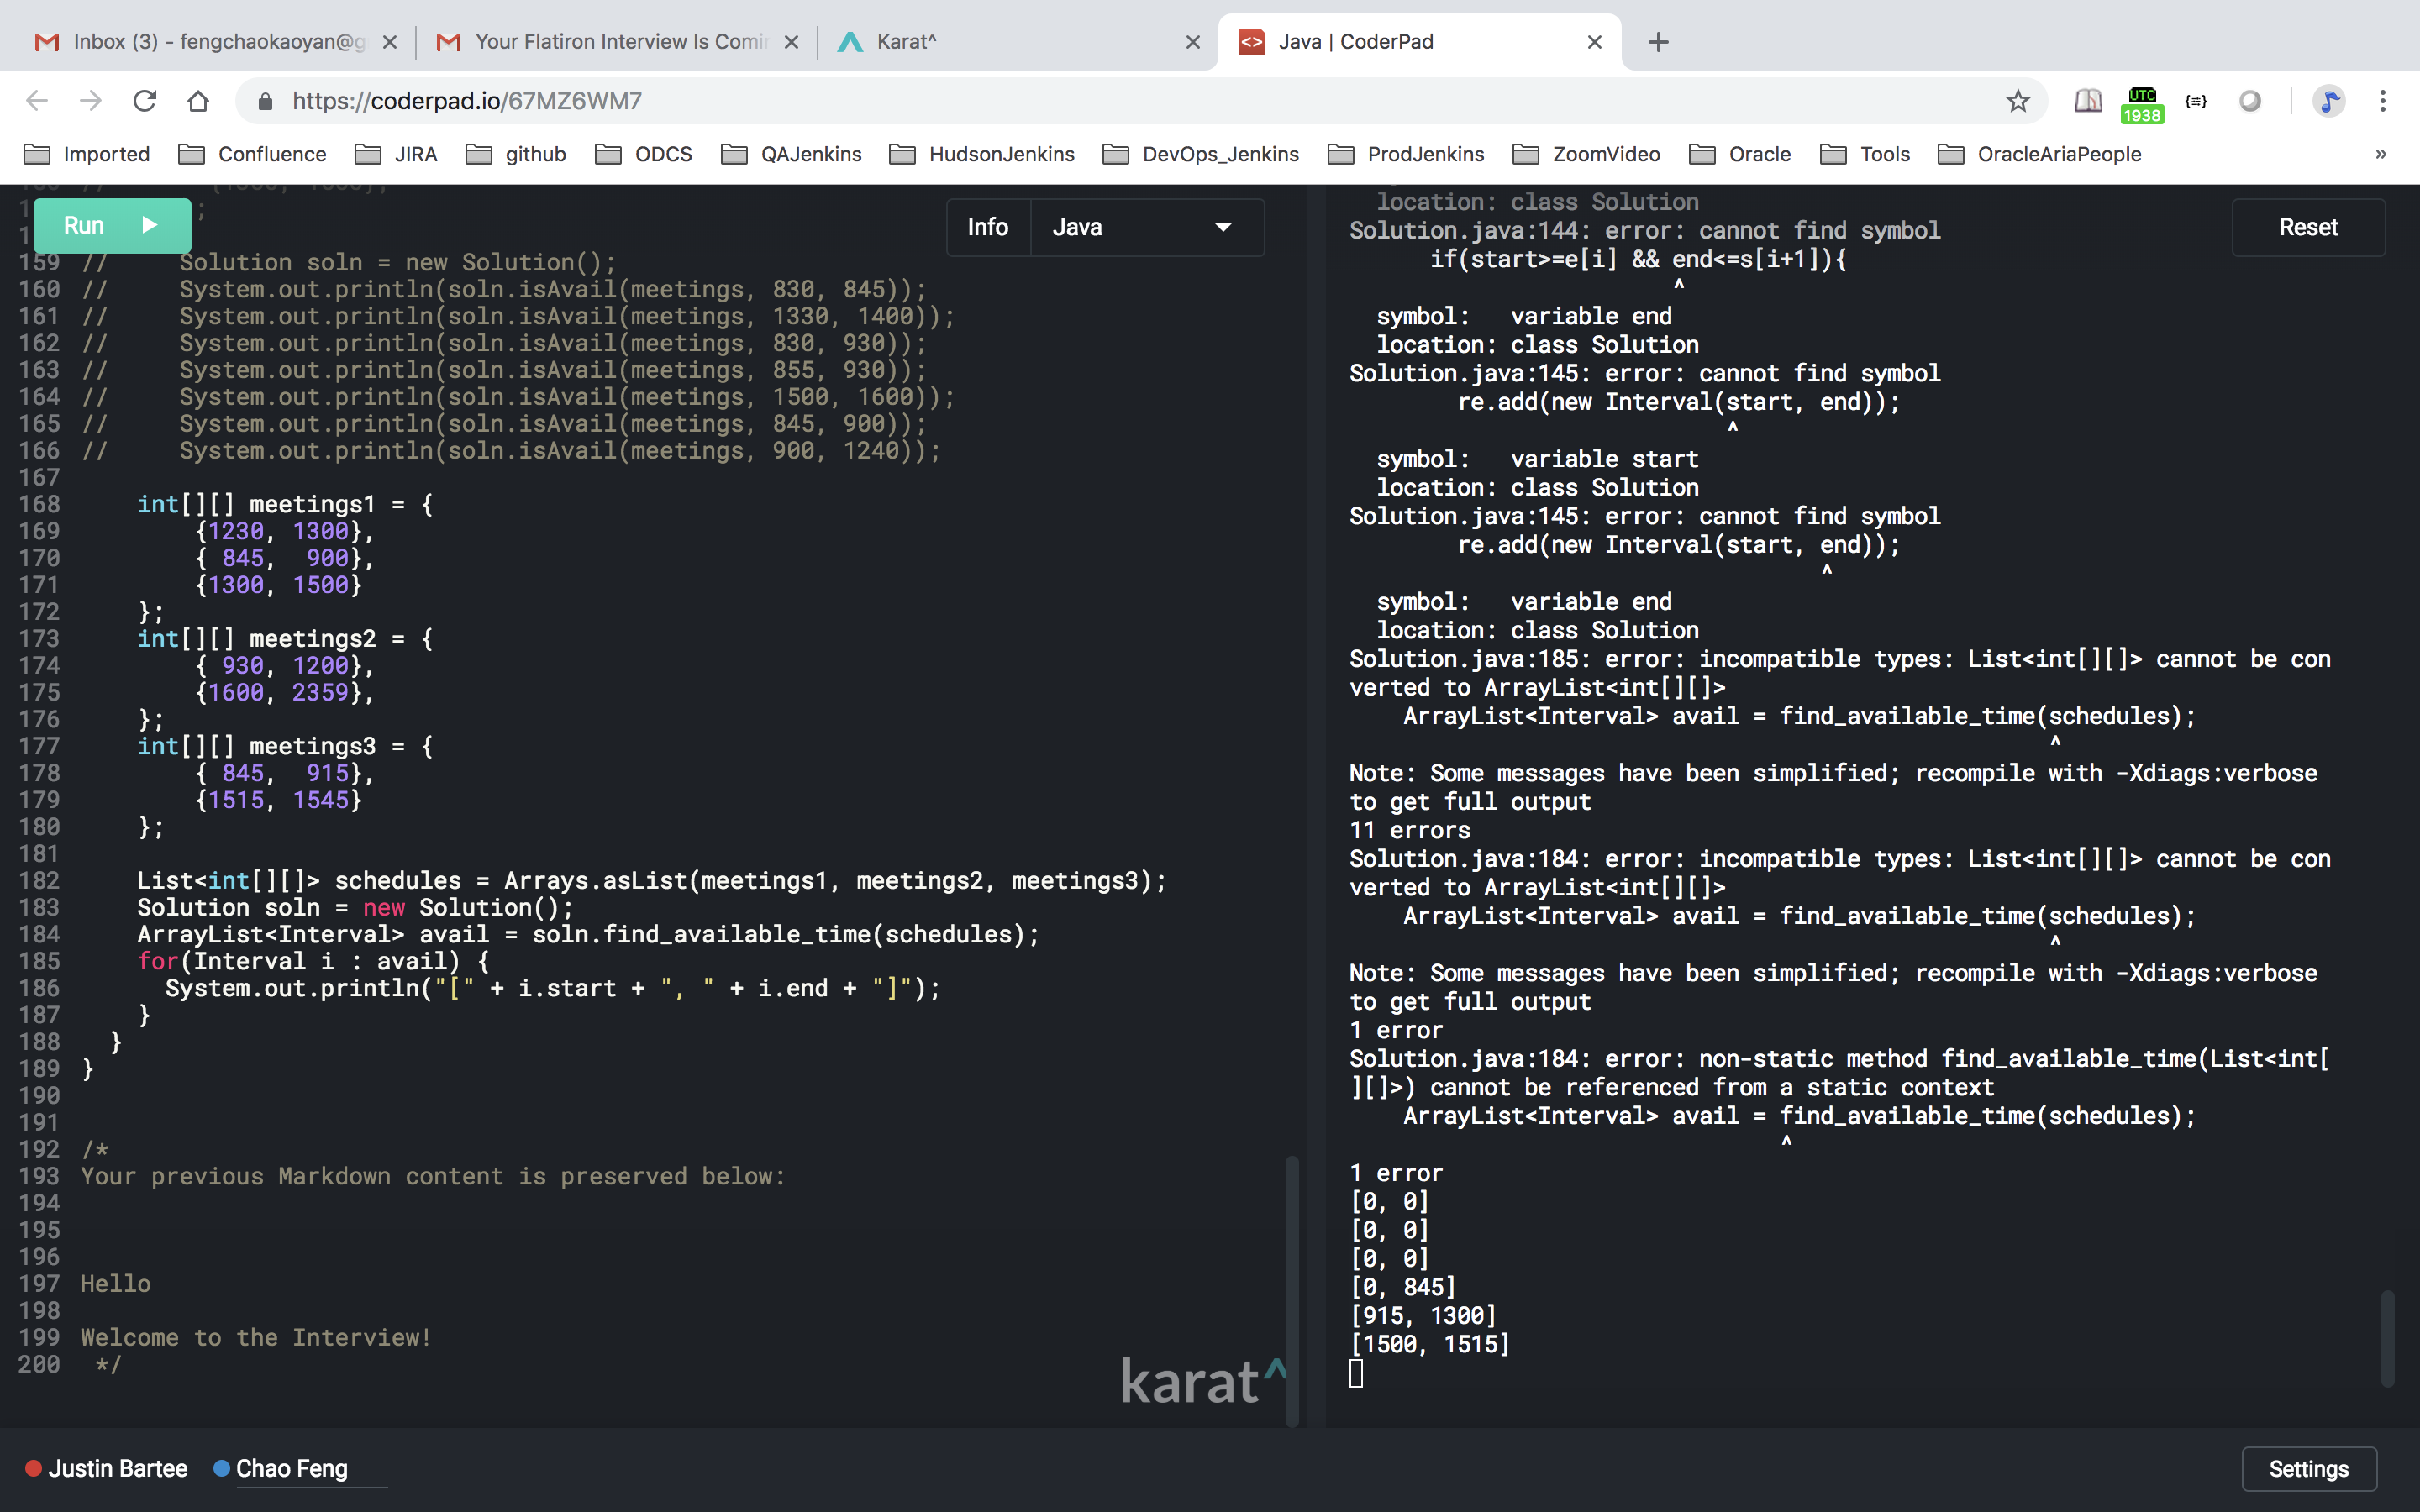 Inbox (3) - fengchaokaoyan@g
Your Flatiron Interview Is Comin
Karat^
Java | CoderPad
https://coderpad.io/67MZ6WM7
UTC
1938
Imported
Confluence
JIRA
github
ODCS
QAJenkins
HudsonJenkins
DevOps_Jenkins
ProdJenkins
ZoomVideo
Oracle
Tools
OracleAriaPeople
»
Run
Info
Java
159 //     Solution soln = new Solution();
160 //     System.out.println(soln.isAvail(meetings, 830, 845));
161 //     System.out.println(soln.isAvail(meetings, 1330, 1400));
162 //     System.out.println(soln.isAvail(meetings, 830, 930));
163 //     System.out.println(soln.isAvail(meetings, 855, 930));
164 //     System.out.println(soln.isAvail(meetings, 1500, 1600));
165 //     System.out.println(soln.isAvail(meetings, 845, 900));
166 //     System.out.println(soln.isAvail(meetings, 900, 1240));
167
168     int[][] meetings1 = {
169         {1230, 1300},
170         { 845,  900},
171         {1300, 1500}
172     };
173     int[][] meetings2 = {
174         { 930, 1200},
175         {1600, 2359},
176     };
177     int[][] meetings3 = {
178         { 845,  915},
179         {1515, 1545}
180     };
181
182     List<int[][]> schedules = Arrays.asList(meetings1, meetings2, meetings3);
183     Solution soln = new Solution();
184     ArrayList<Interval> avail = soln.find_available_time(schedules);
185     for(Interval i : avail) {
186       System.out.println("[" + i.start + ", " + i.end + "]");
187     }
188   }
189 }
190
191
192 /*
193 Your previous Markdown content is preserved below:
194
195
196
197 Hello
198
199 Welcome to the Interview!
200  */
karat^
Reset
location: class Solution
Solution.java:144: error: cannot find symbol
if(start>=e[i] && end<=s[i+1]){
^
symbol:   variable end
location: class Solution
Solution.java:145: error: cannot find symbol
re.add(new Interval(start, end));
^
symbol:   variable start
location: class Solution
Solution.java:145: error: cannot find symbol
re.add(new Interval(start, end));
^
symbol:   variable end
location: class Solution
Solution.java:185: error: incompatible types: List<int[][]> cannot be con
verted to ArrayList<int[][]>
ArrayList<Interval> avail = find_available_time(schedules);
^
Note: Some messages have been simplified; recompile with -Xdiags:verbose
to get full output
11 errors
Solution.java:184: error: incompatible types: List<int[][]> cannot be con
verted to ArrayList<int[][]>
ArrayList<Interval> avail = find_available_time(schedules);
^
Note: Some messages have been simplified; recompile with -Xdiags:verbose
to get full output
1 error
Solution.java:184: error: non-static method find_available_time(List<int[
][]>) cannot be referenced from a static context
ArrayList<Interval> avail = find_available_time(schedules);
^
1 error
[0, 0]
[0, 0]
[0, 0]
[0, 845]
[915, 1300]
[1500, 1515]
Justin Bartee
Chao Feng
Settings